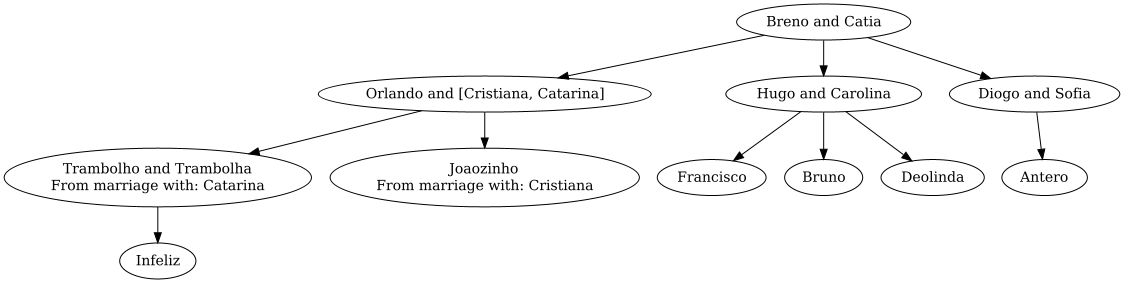 Breno and Catia
Orlando and [Cristiana, Catarina]
Hugo and Carolina
Diogo and Sofia
Trambolho and Trambolha
From marriage with: Catarina
Joaozinho
From marriage with: Cristiana
Francisco
Bruno
Deolinda
Antero
Infeliz